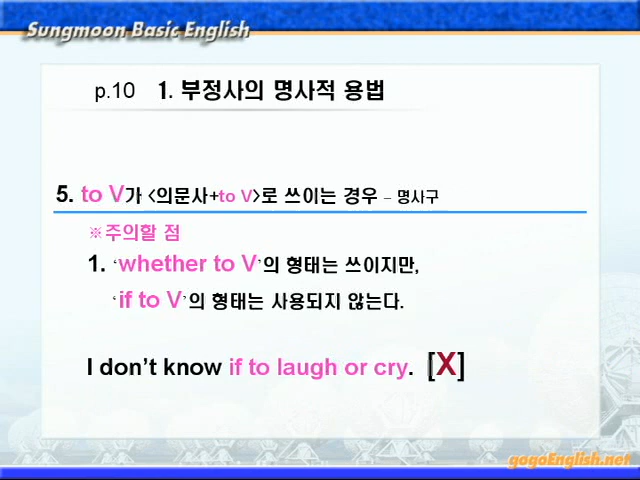 Sungmoon Basic English
p.10 1. 부정사의 명사적 용법
5. to V가 <의문사+to V>로 쓰이는 경우 – 명사구
※주의할 점
1. ‘whether to V’의 형태는 쓰이지만,
‘if to V’의 형태는 사용되지 않는다.
I don’t know if to laugh or cry. [X]
gogoEnglish.net